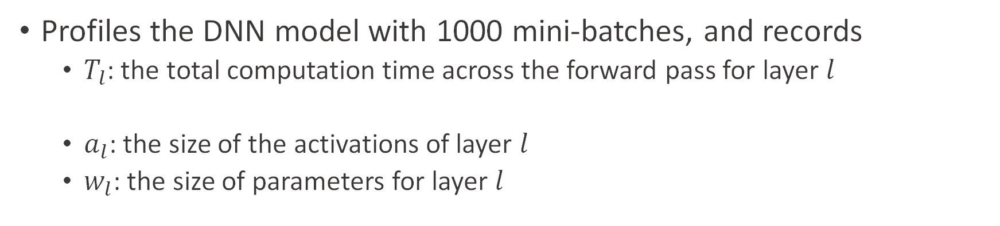 • Profiles the DNN model with 1000 mini-batches, and records
• T_l: the total computation time across the forward pass for layer l
• a_l: the size of the activations of layer l
• w_l: the size of parameters for layer l